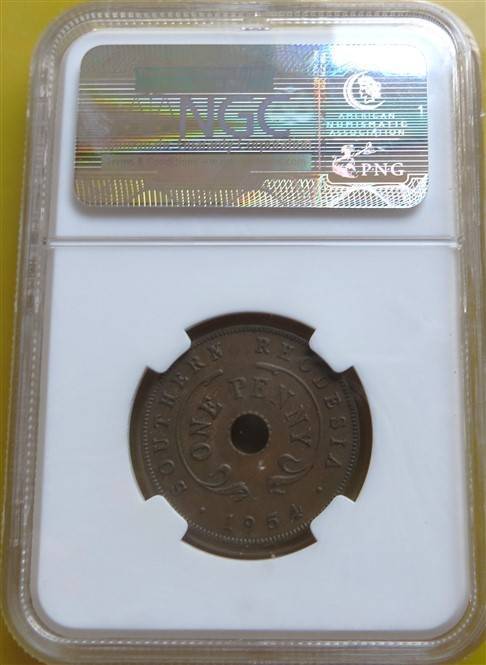 NGC
AMERICAN
NUMISMATIC
ASSOCIATION
PNG
SOUTHERN RHODESIA
ONE PENNY
1954